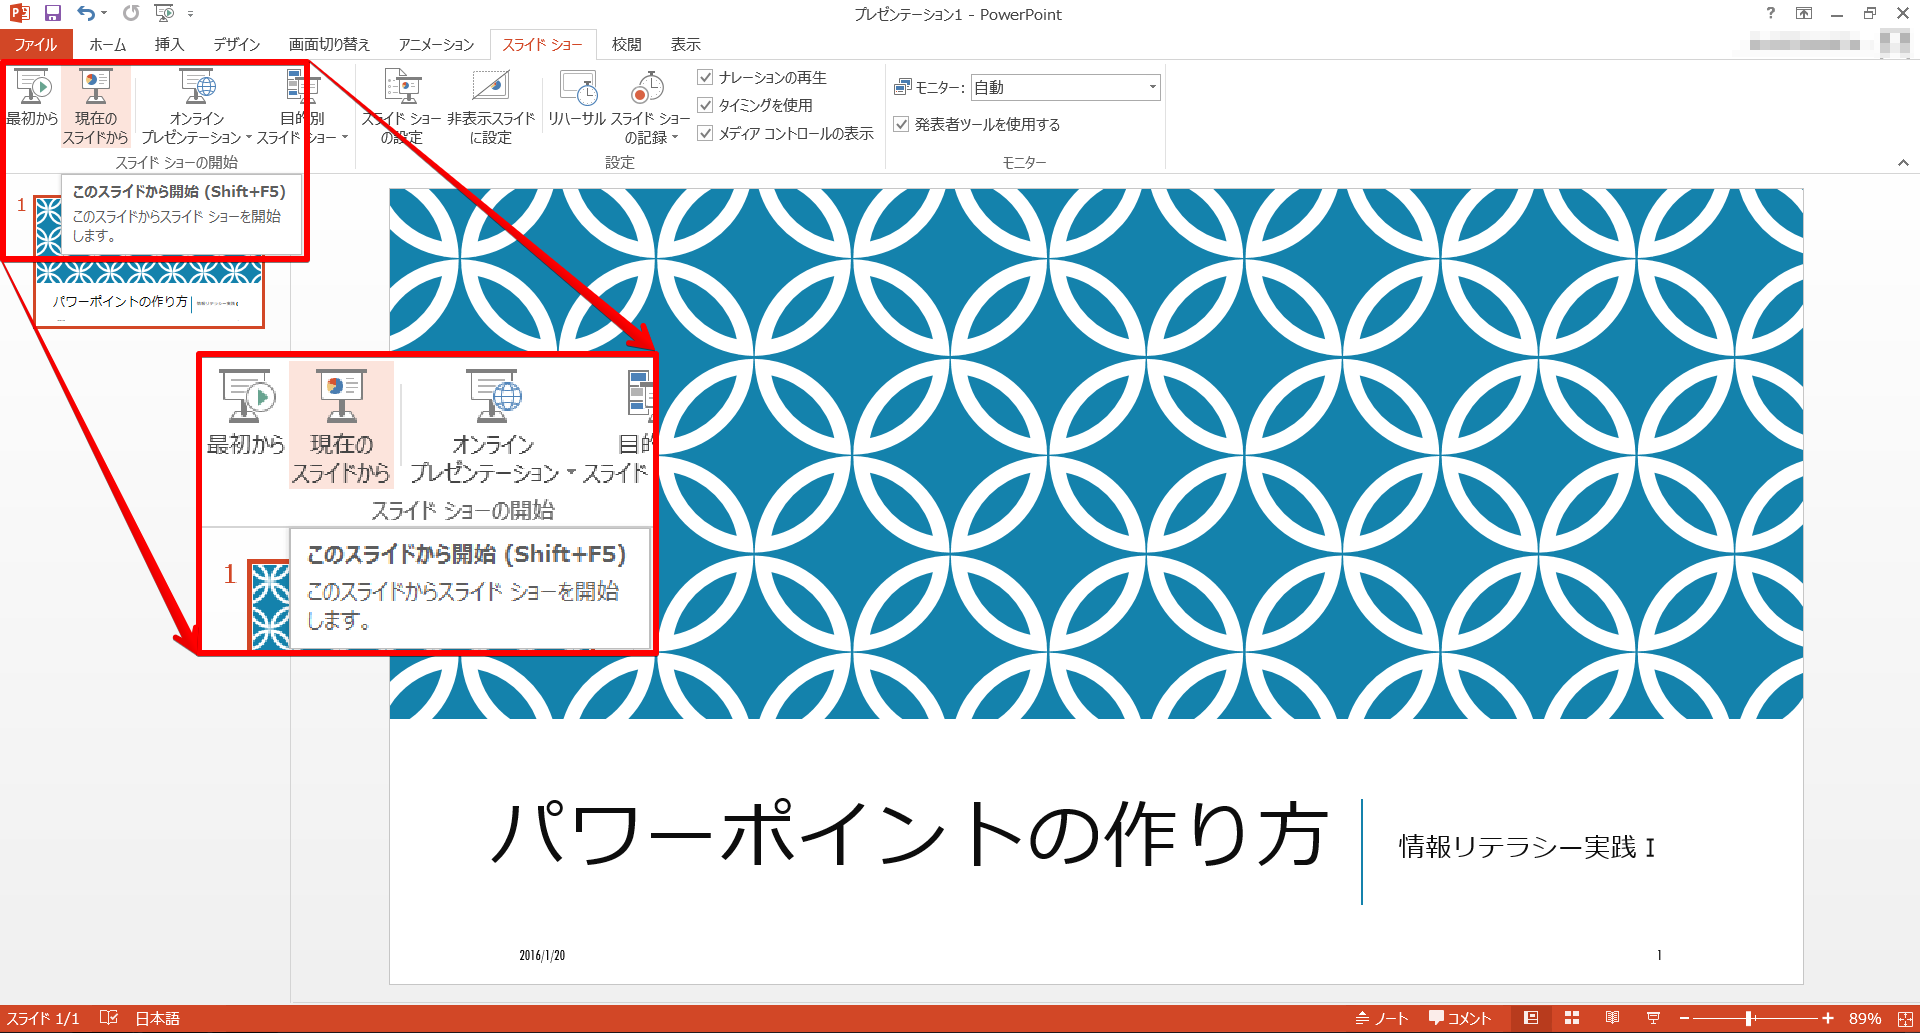 プレゼンテーション1 - PowerPoint
ファイル ホーム 挿入 デザイン 画面切り替え アニメーション スライド ショー 校閲 表示
最初から
現在の
スライドから
オンライン
プレゼンテーション
目的別
スライド ショー
スライド ショーの開始
スライド ショー
の設定
非表示スライド
に設定
リハーサル
スライド ショー
の記録
ナレーションの再生
タイミングを使用
メディア コントロールの表示
設定
モニター: 自動
発表者ツールを使用する
モニター
このスライドから開始 (Shift+F5)
このスライドからスライド ショーを開始
します。
1
パワーポイントの作り方
最初から
現在の
スライドから
オンライン
プレゼンテーション
目的
スライド
スライド ショーの開始
1
このスライドから開始 (Shift+F5)
このスライドからスライド ショーを開始
します。
パワーポイントの作り方
情報リテラシー実践 I
2016/1/20
1
スライド 1/1 日本語 ノート コメント 89%